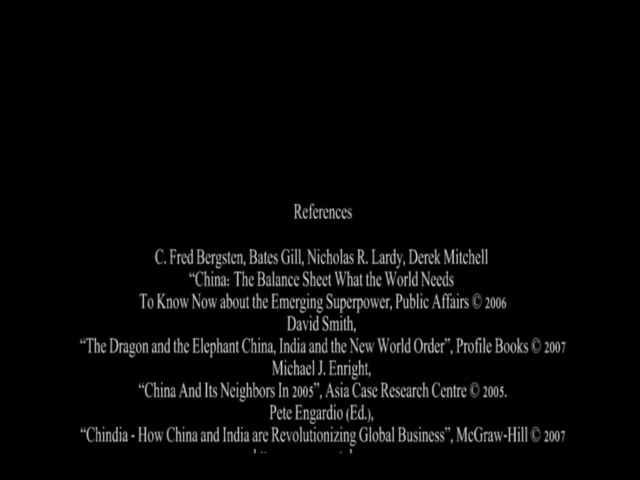 References
C. Fred Bergsten, Bates Gill, Nicholas R. Lardy, Derek Mitchell
“China: The Balance Sheet What the World Needs
To Know Now about the Emerging Superpower, Public Affairs © 2006
David Smith,
“The Dragon and the Elephant China, India and the New World Order”, Profile Books © 2007
Michael J. Enright,
“China And Its Neighbors In 2005”, Asia Case Research Centre © 2005.
Pete Engardio (Ed.),
“Chindia - How China and India are Revolutionizing Global Business”, McGraw-Hill © 2007